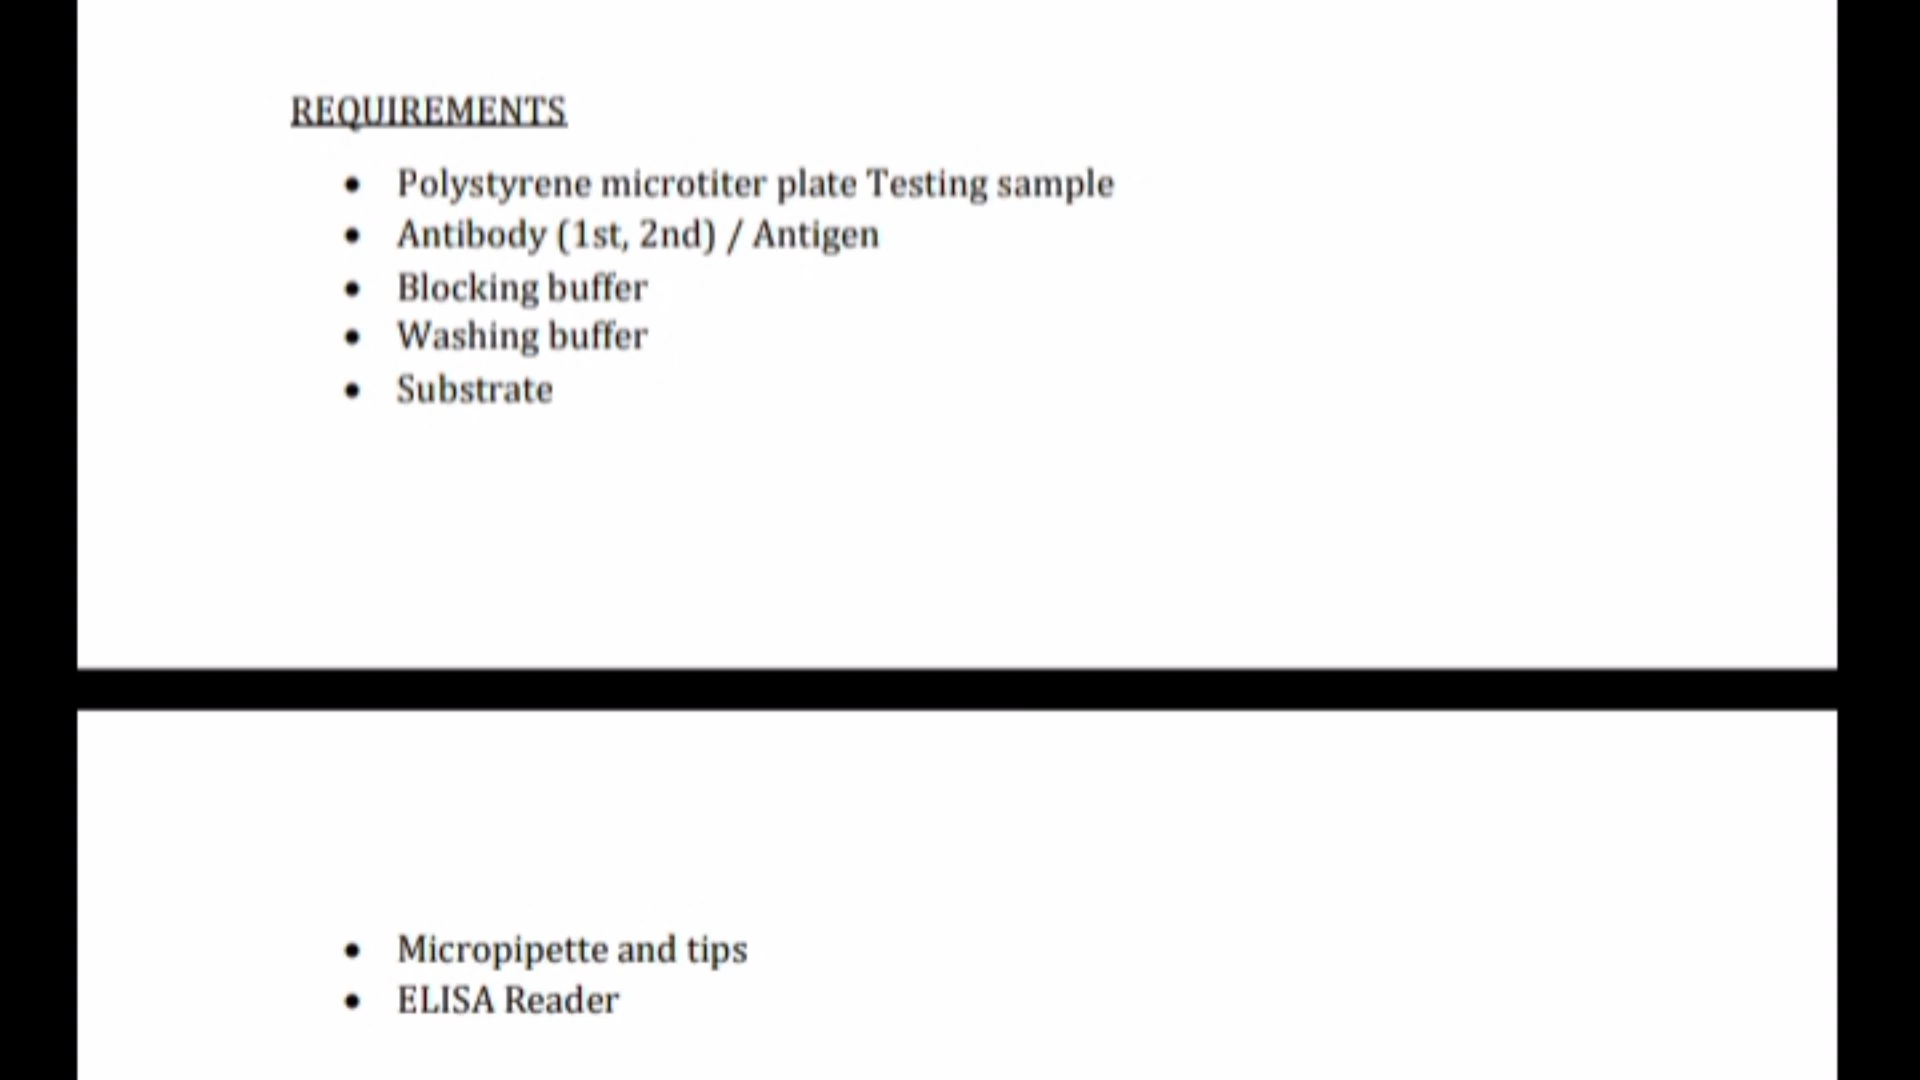 REQUIREMENTS
• Polystyrene microtiter plate Testing sample
• Antibody (1st, 2nd) / Antigen
• Blocking buffer
• Washing buffer
• Substrate
• Micropipette and tips
• ELISA Reader